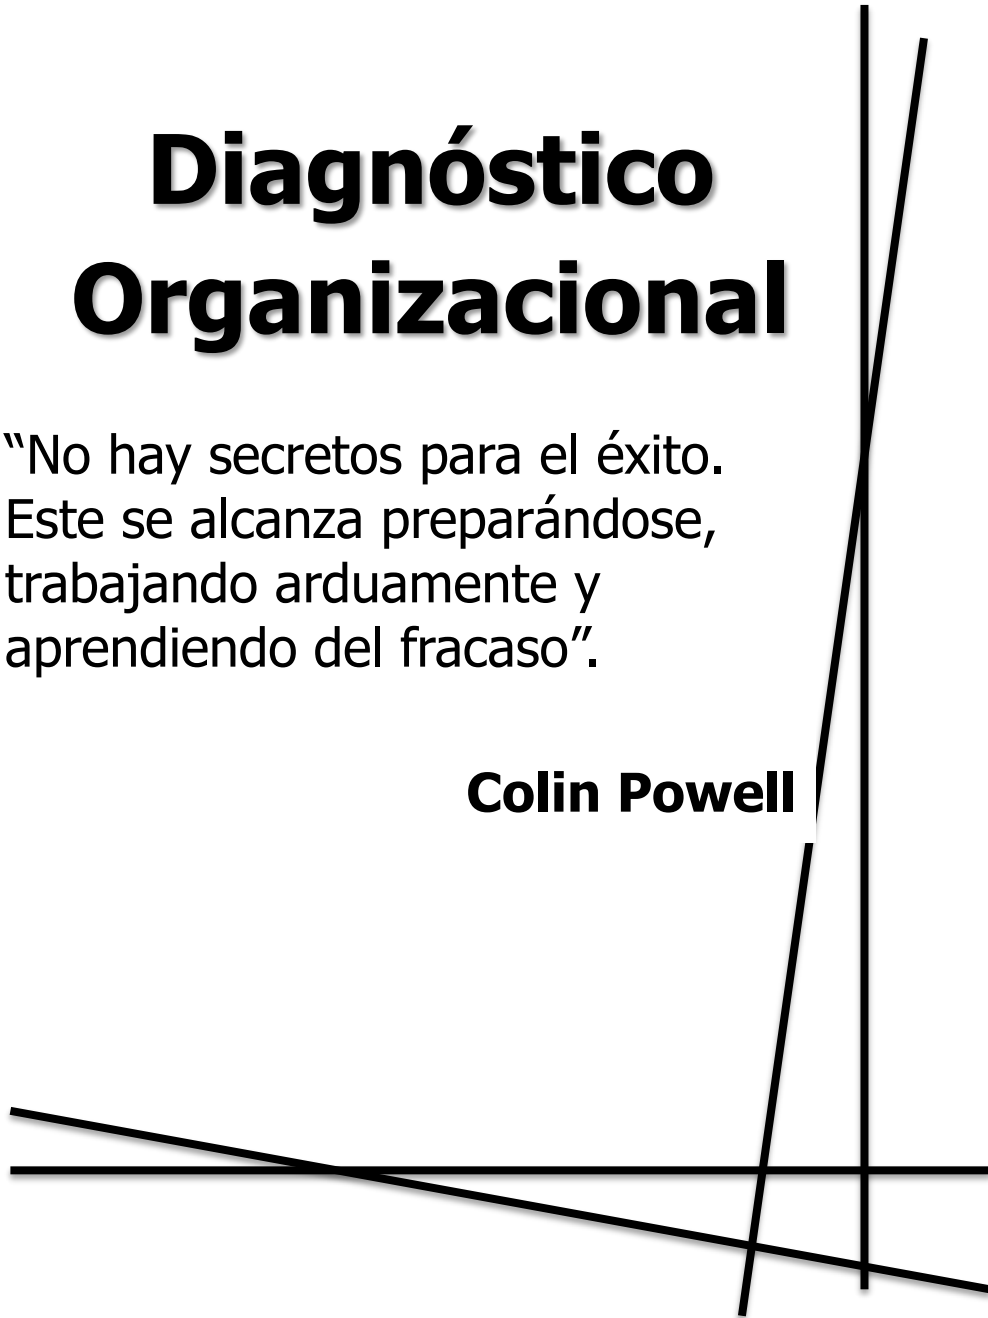 Diagnóstico
Organizacional
“No hay secretos para el éxito.
Este se alcanza preparándose,
trabajando arduamente y
aprendiendo del fracaso”.
Colin Powell